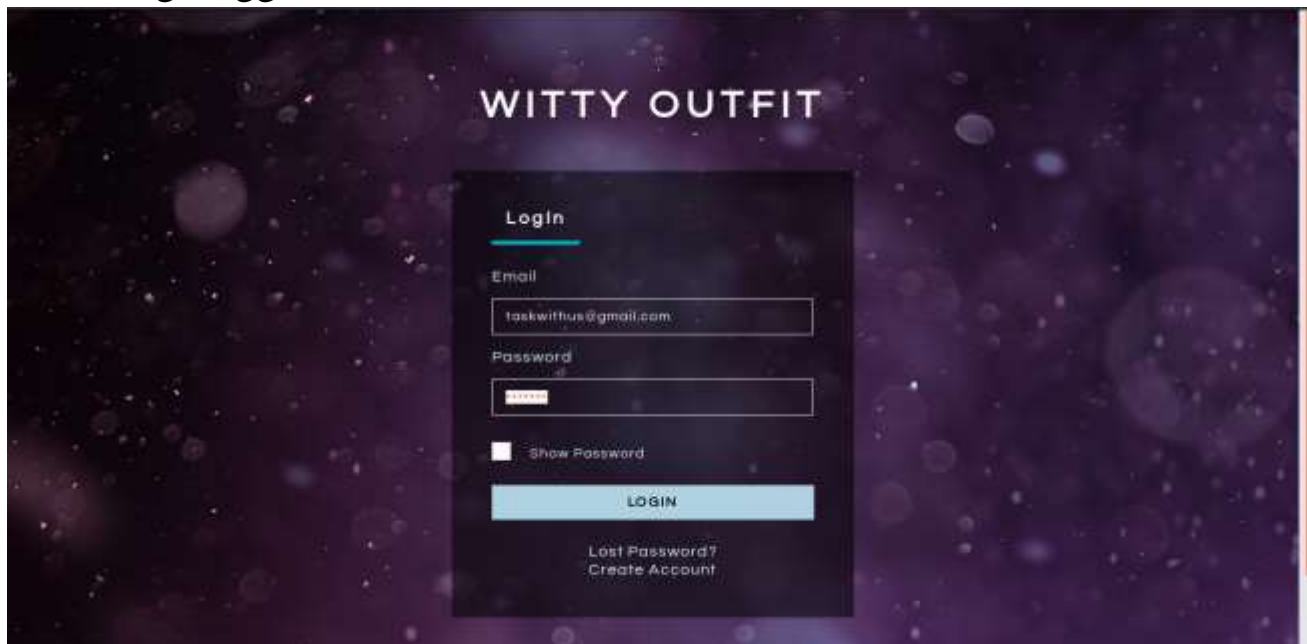 WITTY OUTFIT
LogIn
Email
taskwithus@gmail.com
Password
*******
Show Password
LOGIN
Lost Password?
Create Account